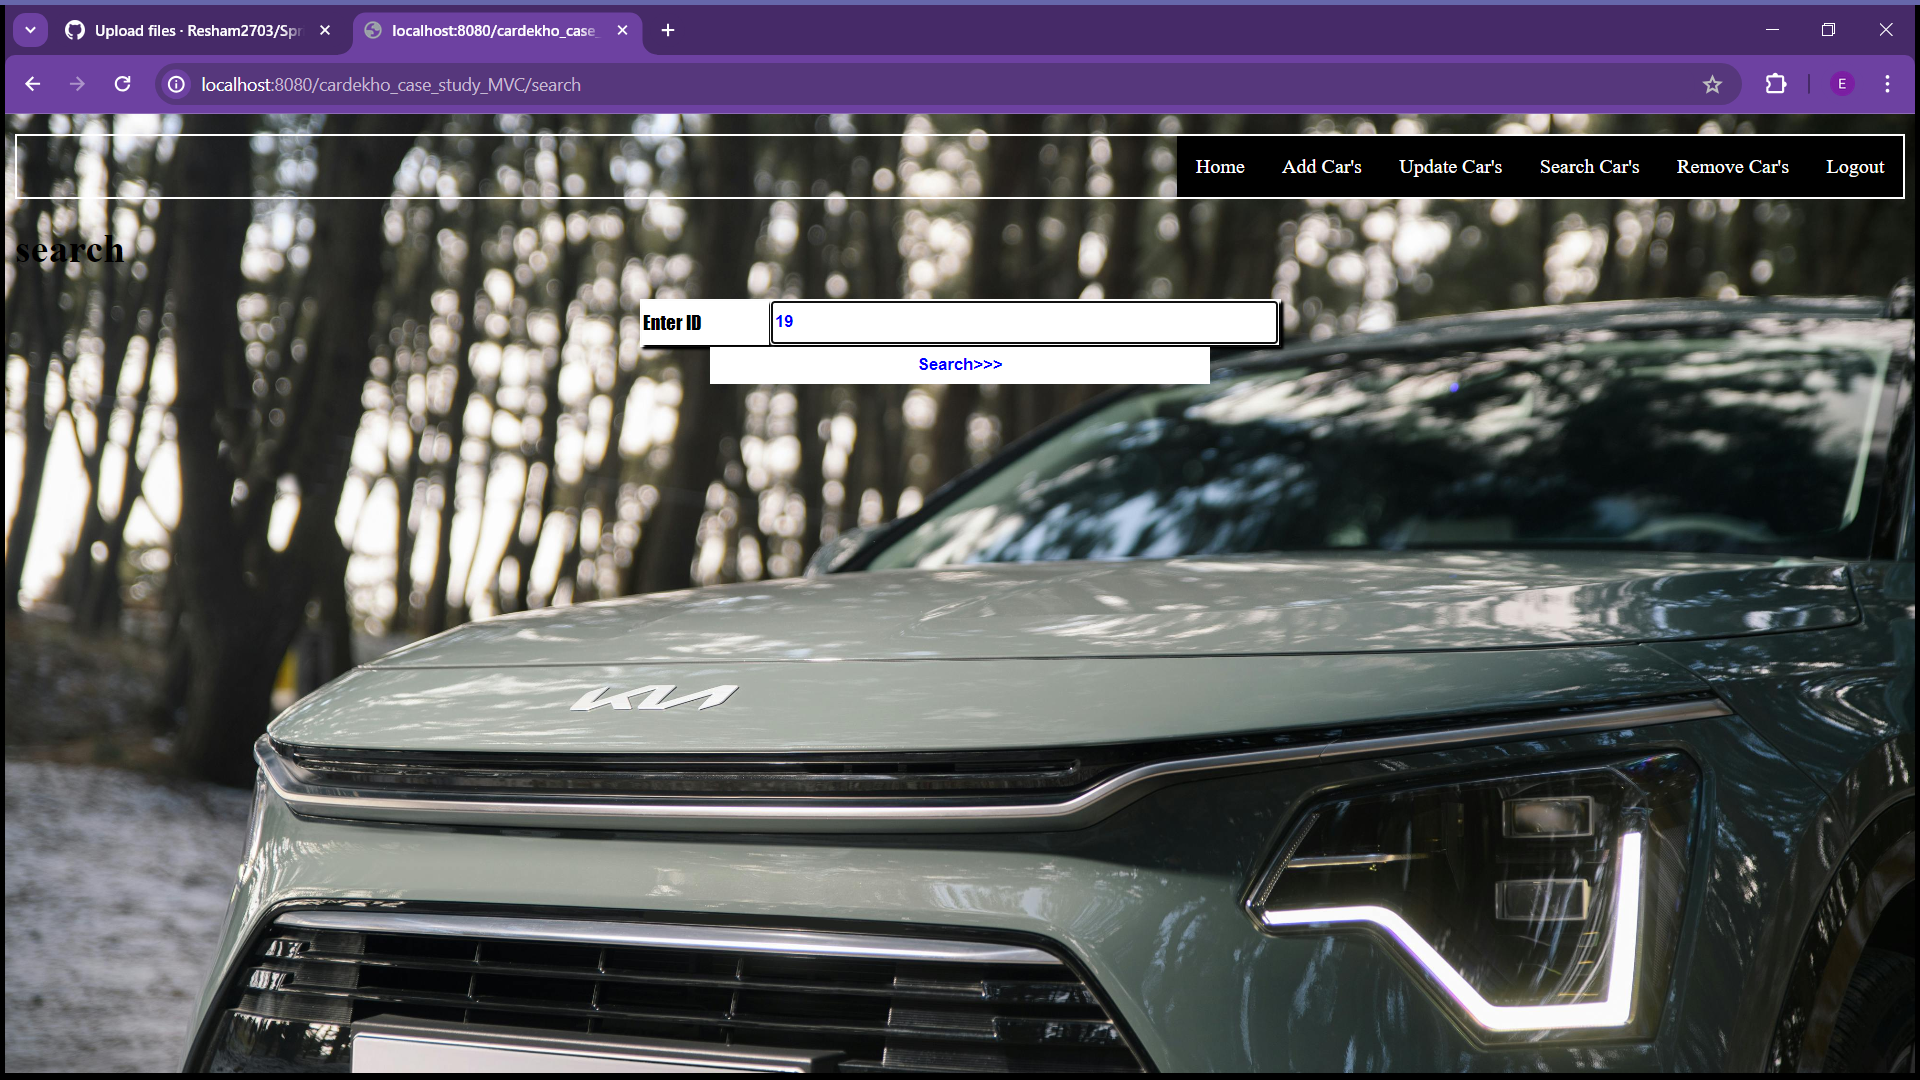 Upload files · Resham2703/Spr
localhost:8080/cardekho_case_
localhost:8080/cardekho_case_study_MVC/search
E
Home Add Car's Update Car's Search Car's Remove Car's Logout
search
Enter ID 19
Search>>>
KIA